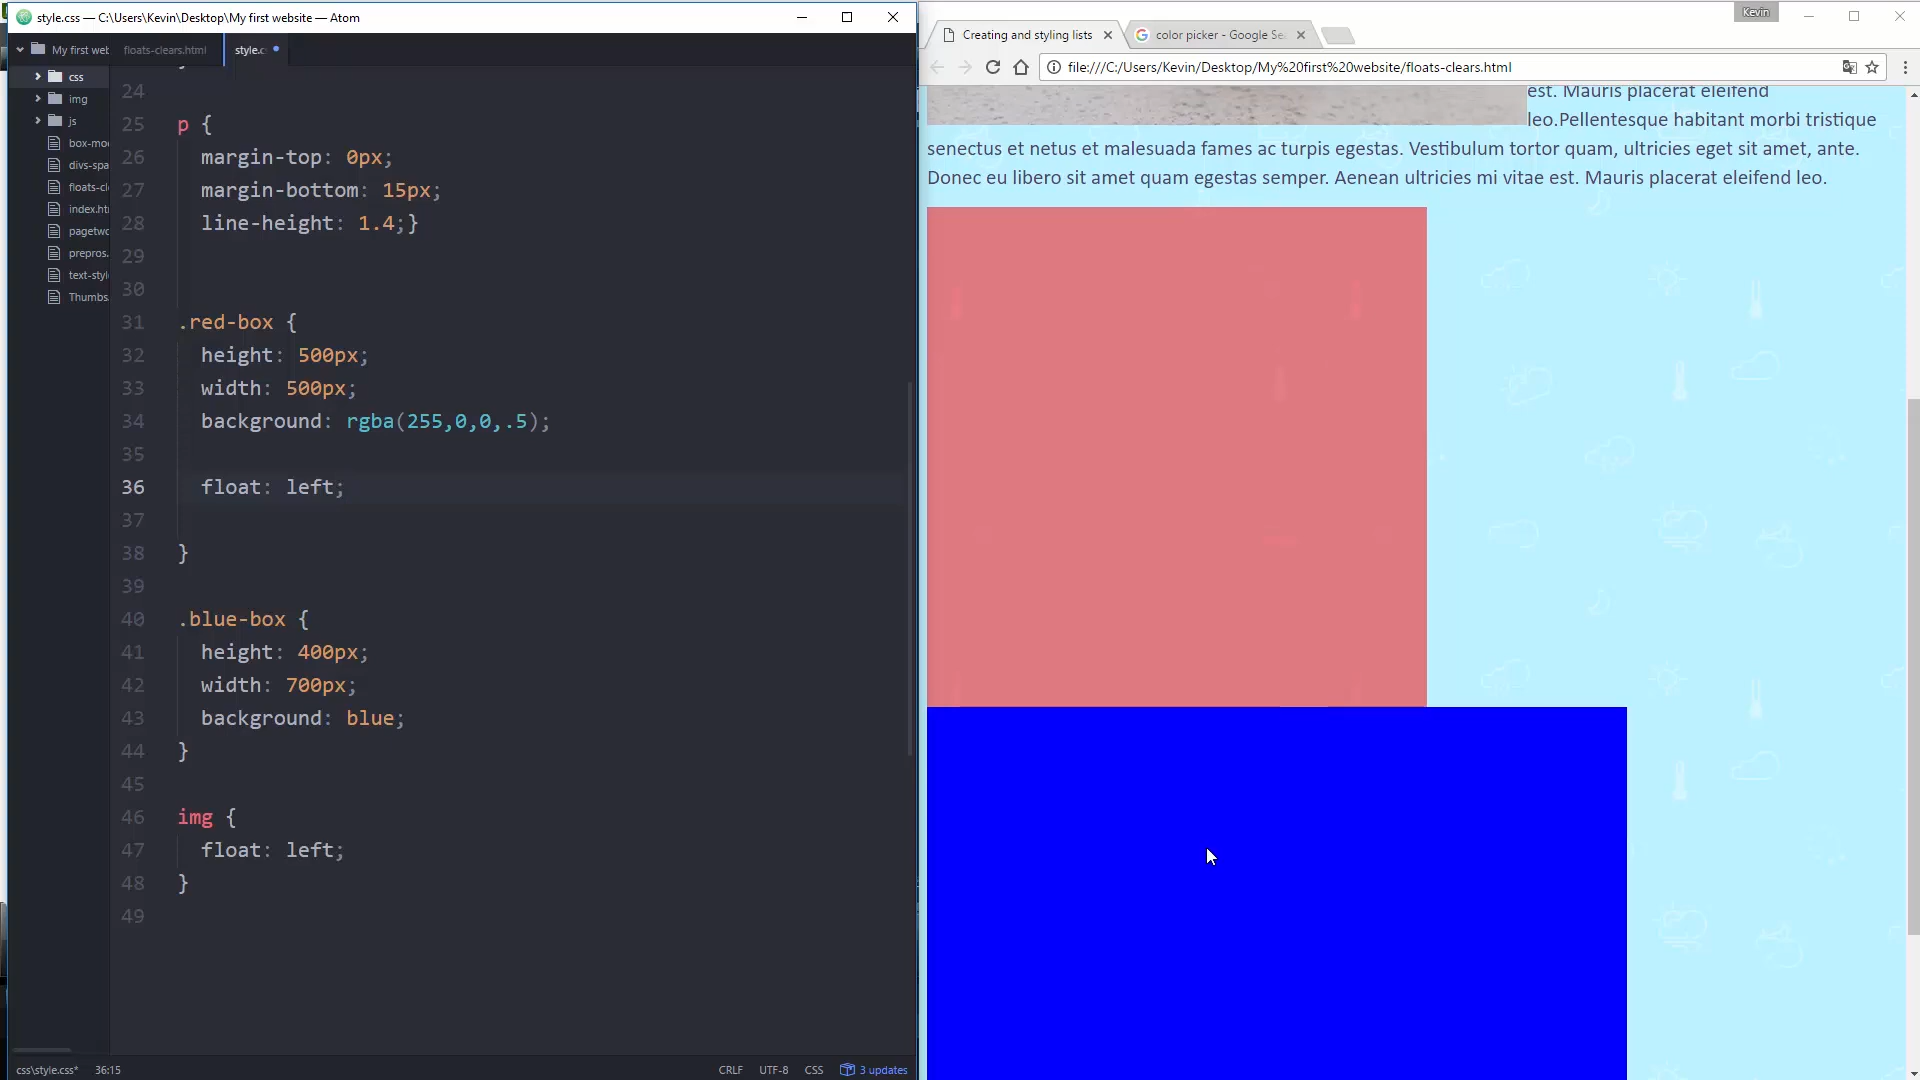 style.css — C:\Users\Kevin\Desktop\My first website — Atom
My first web
floats-clears.html
style.c
css
img
js
box-mo
divs-spa
floats-cl
index.ht
pagetwo
prepros.
text-styl
Thumbs.
24
25 p {
26 margin-top: 0px;
27 margin-bottom: 15px;
28 line-height: 1.4;}
29
30
31 .red-box {
32 height: 500px;
33 width: 500px;
34 background: rgba(255,0,0,.5);
35
36 float: left;
37
38 }
39
40 .blue-box {
41 height: 400px;
42 width: 700px;
43 background: blue;
44 }
45
46 img {
47 float: left;
48 }
49
css\style.css* 36:15 CRLF UTF-8 CSS 3 updates
Kevin
Creating and styling lists
color picker - Google Se
file:///C:/Users/Kevin/Desktop/My%20first%20website/floats-clears.html
est. Mauris placerat eleifend
leo.Pellentesque habitant morbi tristique
senectus et netus et malesuada fames ac turpis egestas. Vestibulum tortor quam, ultricies eget sit amet, ante.
Donec eu libero sit amet quam egestas semper. Aenean ultricies mi vitae est. Mauris placerat eleifend leo.